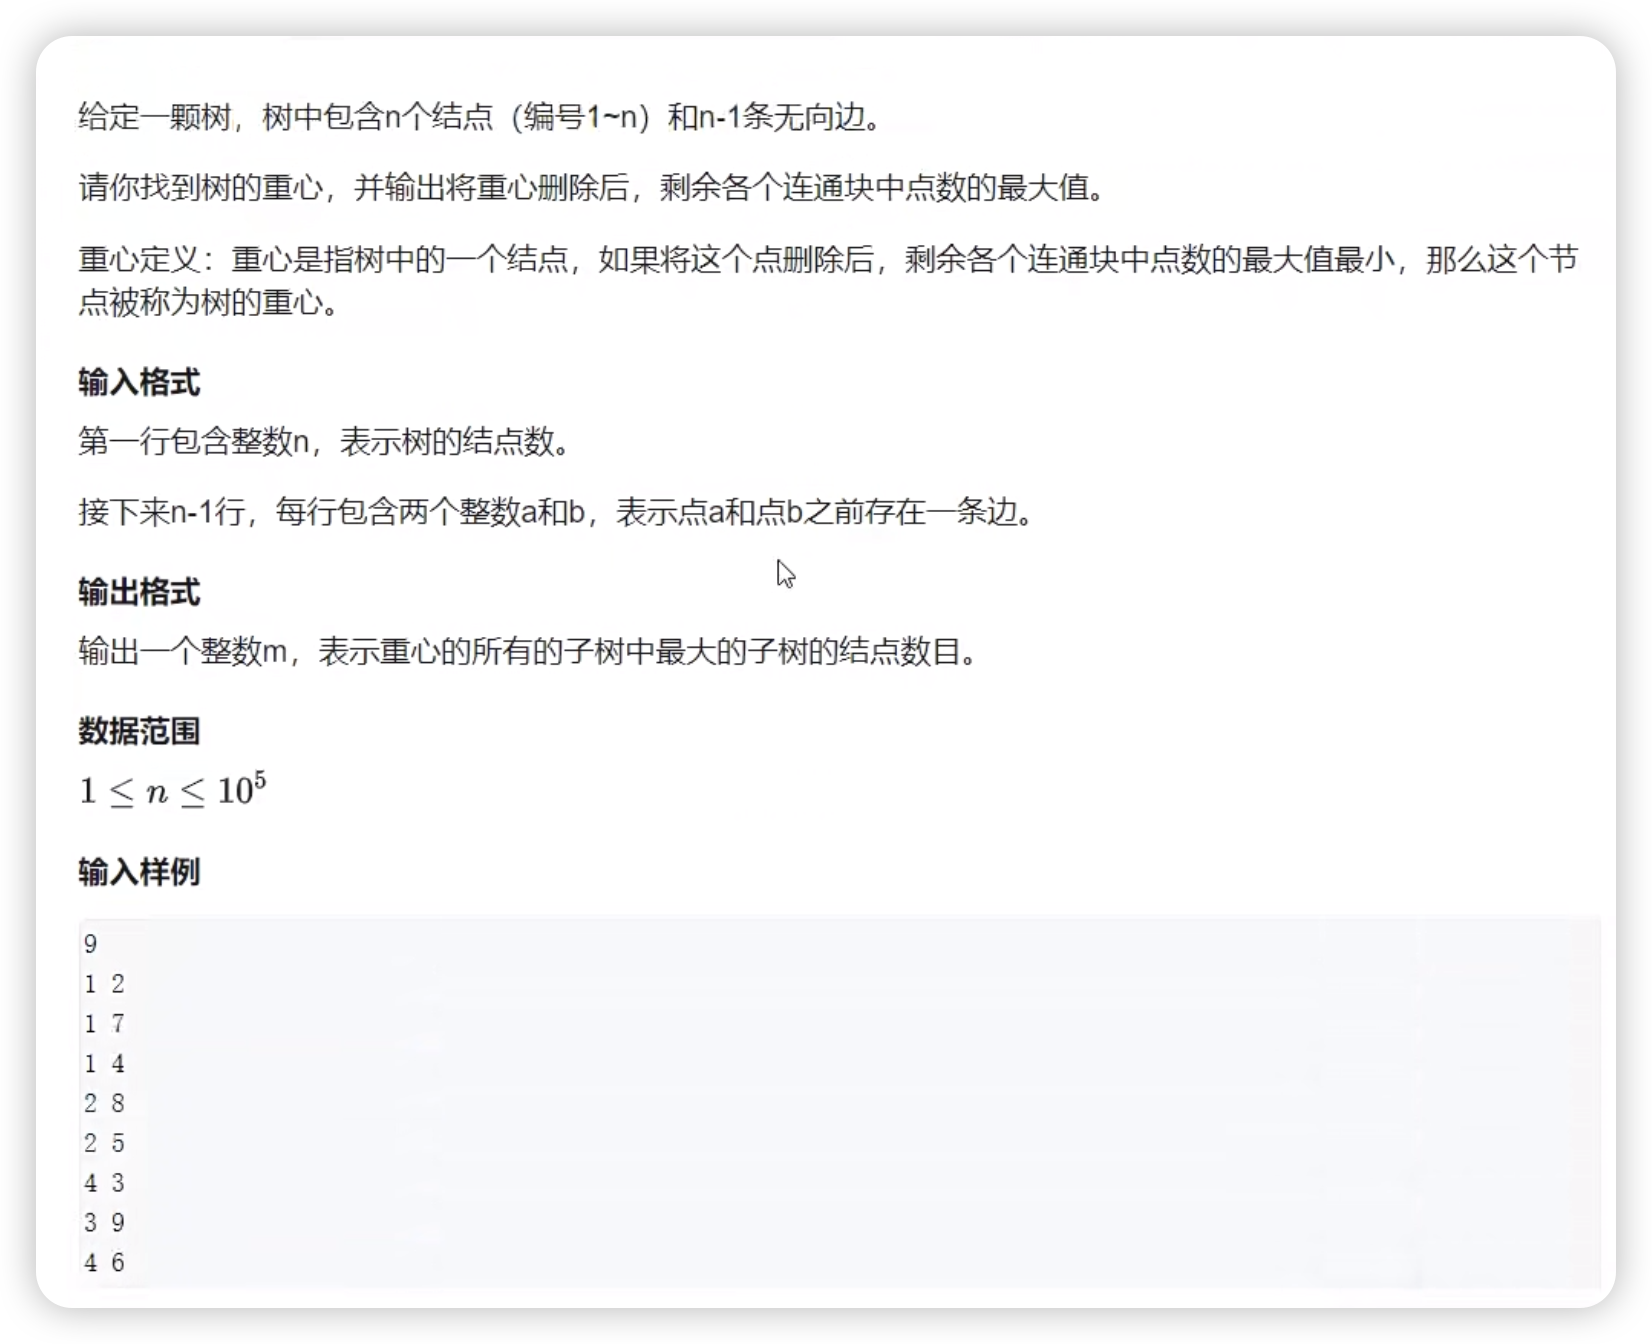 给定一颗树，树中包含n个结点（编号1~n）和n-1条无向边。
请你找到树的重心，并输出将重心删除后，剩余各个连通块中点数的最大值。
重心定义：重心是指树中的一个结点，如果将这个点删除后，剩余各个连通块中点数的最大值最小，那么这个节
点被称为树的重心。
输入格式
第一行包含整数n，表示树的结点数。
接下来n-1行，每行包含两个整数a和b，表示点a和点b之前存在一条边。
输出格式
输出一个整数m，表示重心的所有的子树中最大的子树的结点数目。
数据范围
1 ≤ n ≤ 10⁵
输入样例
9
1 2
1 7
1 4
2 8
2 5
4 3
3 9
4 6